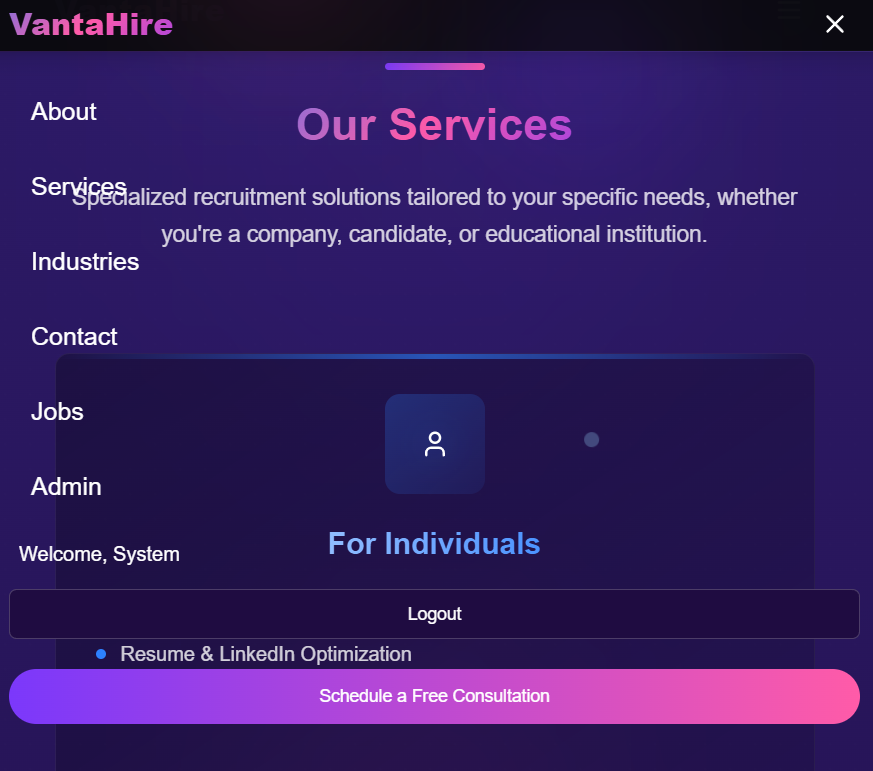 VantaHire
About
Our Services
Services
Specialized recruitment solutions tailored to your specific needs, whether
you're a company, candidate, or educational institution.
Industries
Contact
Jobs
Admin
For Individuals
Welcome, System
Logout
Resume & LinkedIn Optimization
Schedule a Free Consultation